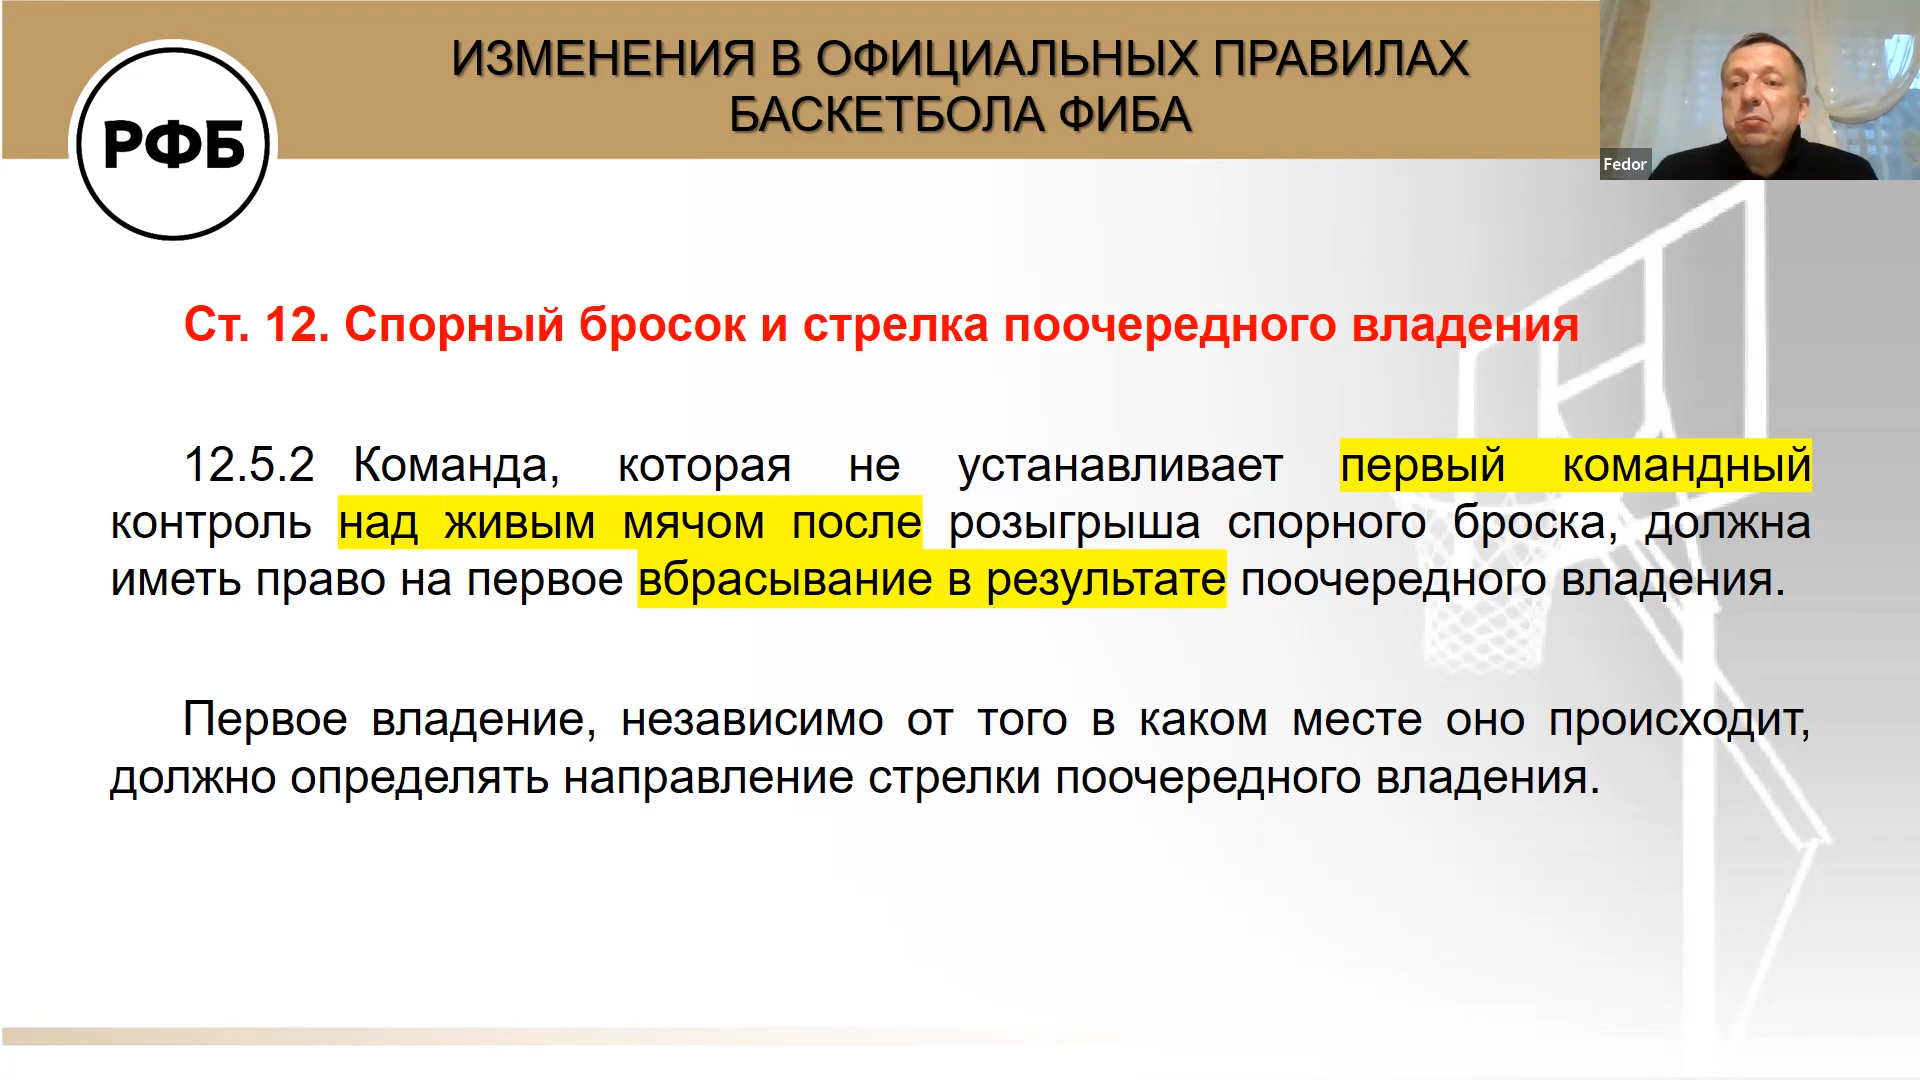 ИЗМЕНЕНИЯ В ОФИЦИАЛЬНЫХ ПРАВИЛАХ
БАСКЕТБОЛА ФИБА
РФБ
Fedor
Ст. 12. Спорный бросок и стрелка поочередного владения
12.5.2 Команда, которая не устанавливает первый командный
контроль над живым мячом после розыгрыша спорного броска, должна
иметь право на первое вбрасывание в результате поочередного владения.
Первое владение, независимо от того в каком месте оно происходит,
должно определять направление стрелки поочередного владения.